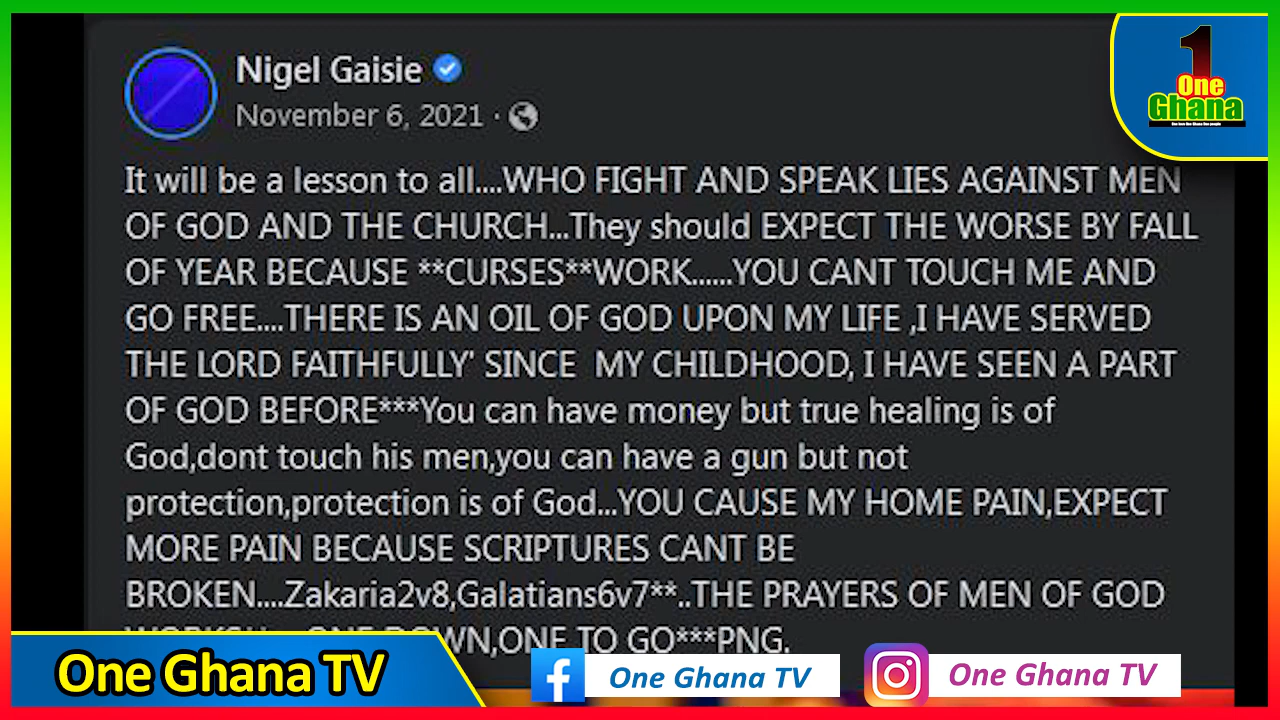 Nigel Gaisie
November 6, 2021 ·
1
One
Ghana
It will be a lesson to all....WHO FIGHT AND SPEAK LIES AGAINST MEN
OF GOD AND THE CHURCH...They should EXPECT THE WORSE BY FALL
OF YEAR BECAUSE **CURSES**WORK......YOU CANT TOUCH ME AND
GO FREE....THERE IS AN OIL OF GOD UPON MY LIFE ,I HAVE SERVED
THE LORD FAITHFULLY' SINCE MY CHILDHOOD, I HAVE SEEN A PART
OF GOD BEFORE***You can have money but true healing is of
God,dont touch his men,you can have a gun but not
protection,protection is of God...YOU CAUSE MY HOME PAIN,EXPECT
MORE PAIN BECAUSE SCRIPTURES CANT BE
BROKEN....Zakaria2v8,Galatians6v7**..THE PRAYERS OF MEN OF GOD
ONE DOWN,ONE TO GO***PNG.
One Ghana TV
One Ghana TV
One Ghana TV